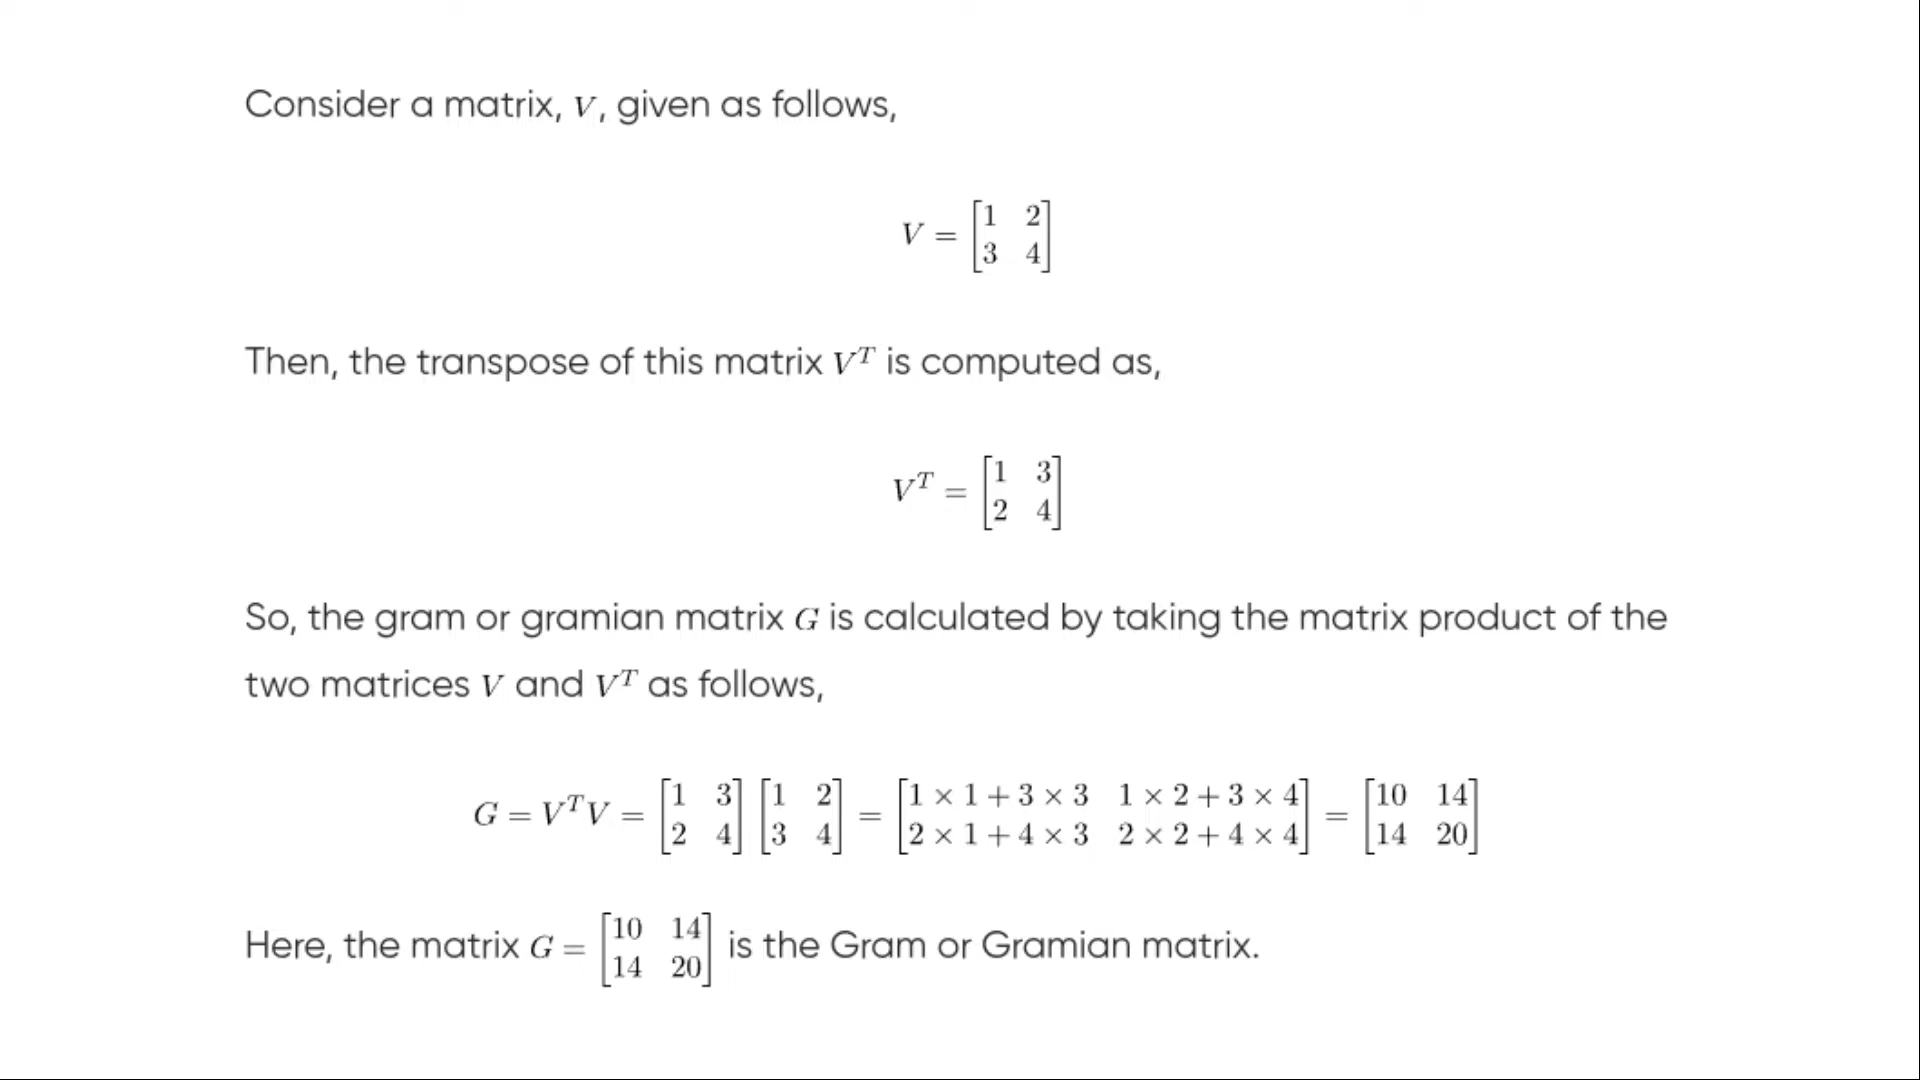 Consider a matrix, V, given as follows,
V = [1 2; 3 4]
Then, the transpose of this matrix V^T is computed as,
V^T = [1 3; 2 4]
So, the gram or gramian matrix G is calculated by taking the matrix product of the
two matrices V and V^T as follows,
G = V^T V = [1 3; 2 4] [1 2; 3 4] = [1 × 1 + 3 × 3 1 × 2 + 3 × 4; 2 × 1 + 4 × 3 2 × 2 + 4 × 4] = [10 14; 14 20]
Here, the matrix G = [10 14; 14 20] is the Gram or Gramian matrix.